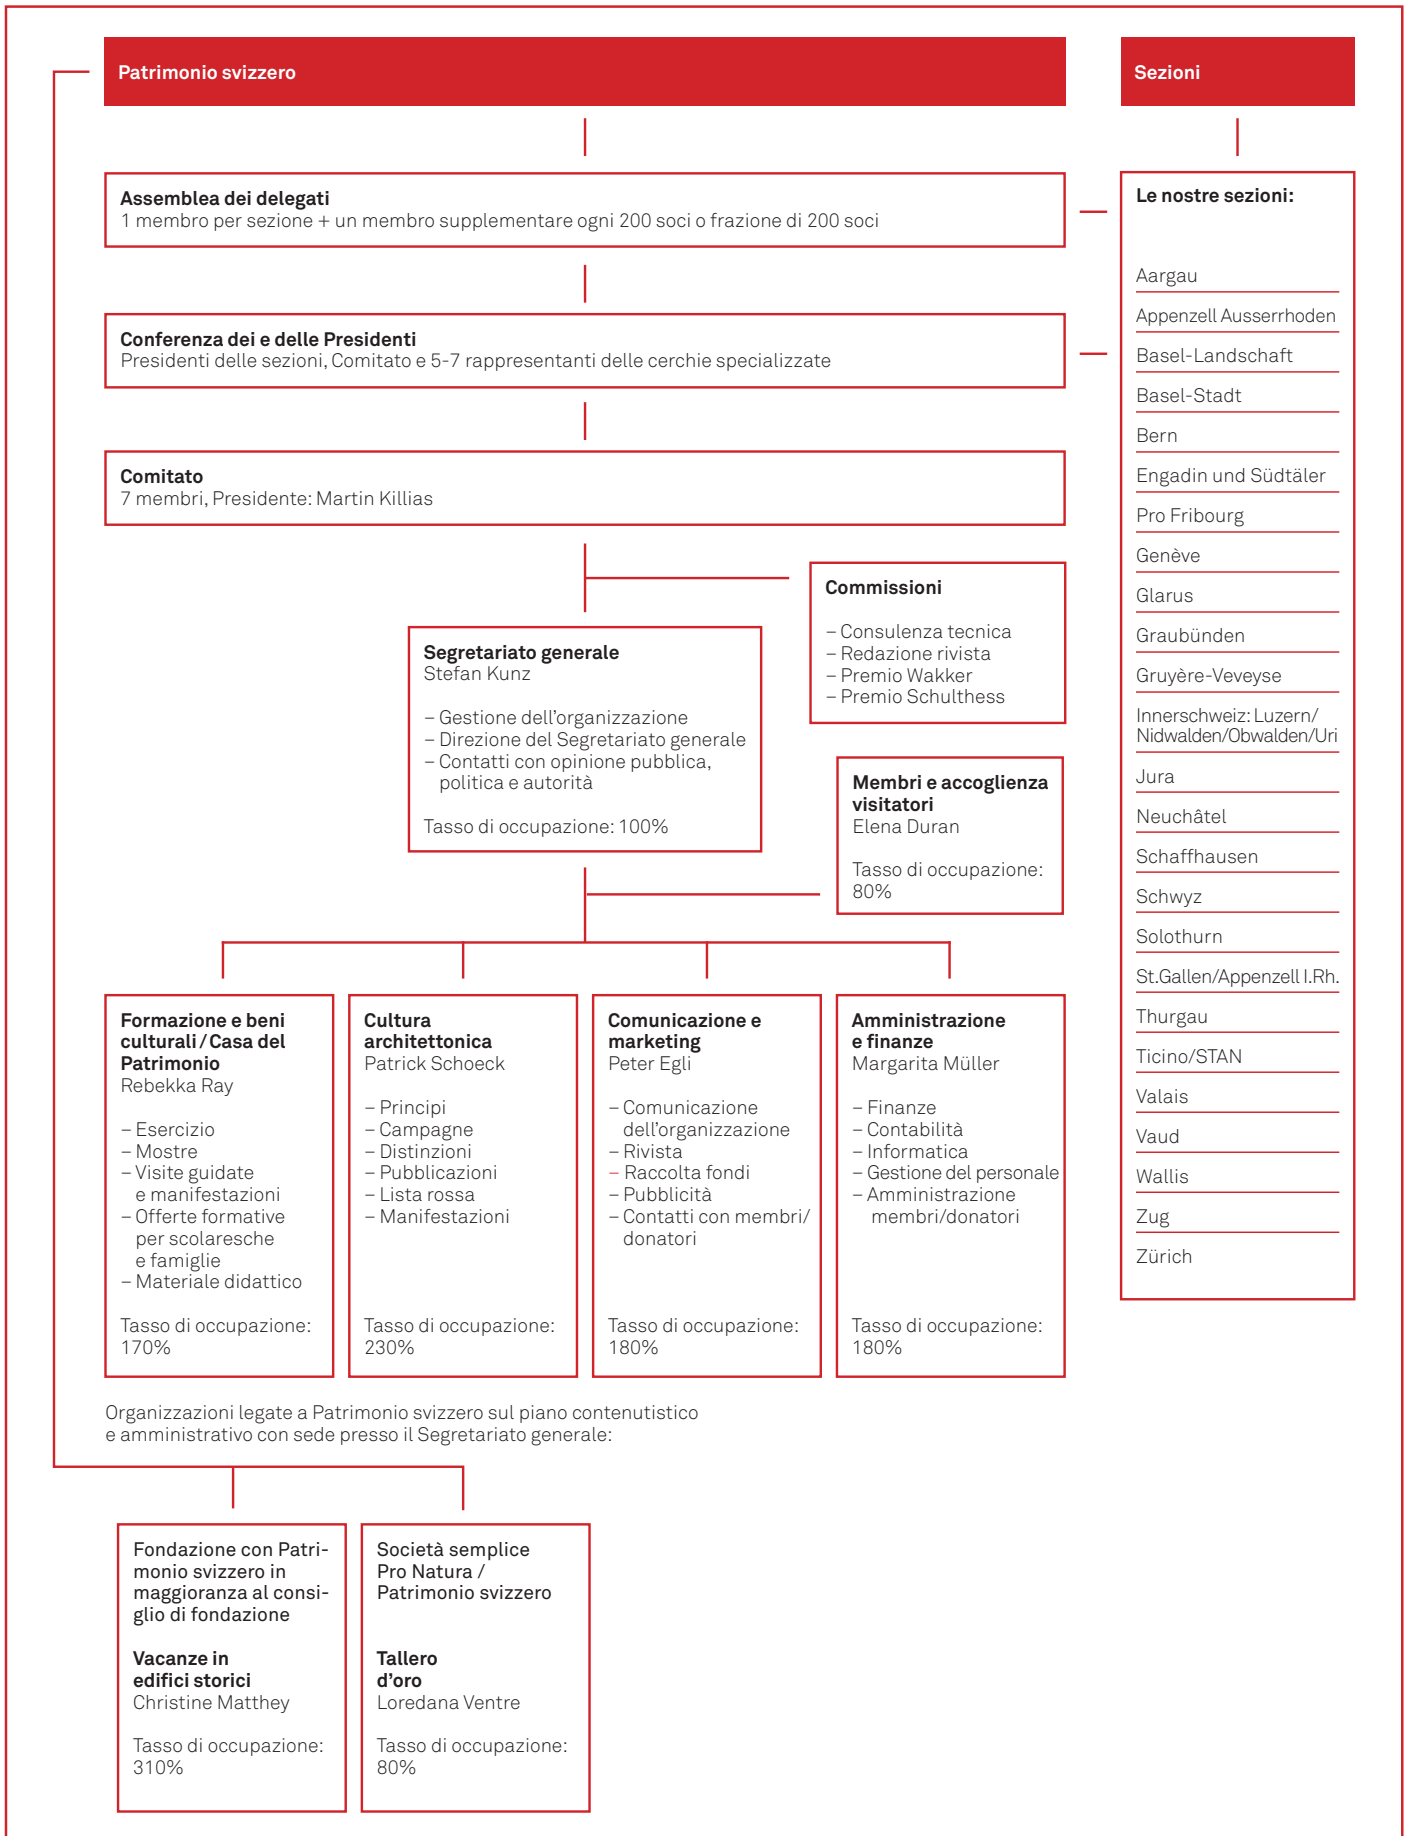 Patrimonio svizzero
Assemblea dei delegati
1 membro per sezione + un membro supplementare ogni 200 soci o frazione di 200 soci
Conferenza dei e delle Presidenti
Presidenti delle sezioni, Comitato e 5-7 rappresentanti delle cerchie specializzate
Comitato
7 membri, Presidente: Martin Killias
Commissioni
– Consulenza tecnica
– Redazione rivista
– Premio Wakker
– Premio Schulthess
Segretariato generale
Stefan Kunz
– Gestione dell’organizzazione
– Direzione del Segretariato generale
– Contatti con opinione pubblica,
politica e autorità
Tasso di occupazione: 100%
Membri e accoglienza
visitatori
Elena Duran
Tasso di occupazione:
80%
Formazione e beni
culturali / Casa del
Patrimonio
Rebekka Ray
– Esercizio
– Mostre
– Visite guidate
e manifestazioni
– Offerte formative
per scolaresche
e famiglie
– Materiale didattico
Tasso di occupazione:
170%
Cultura
architettonica
Patrick Schoeck
– Principi
– Campagne
– Distinzioni
– Pubblicazioni
– Lista rossa
– Manifestazioni
Tasso di occupazione:
230%
Comunicazione e
marketing
Peter Egli
– Comunicazione
dell’organizzazione
– Rivista
– Raccolta fondi
– Pubblicità
– Contatti con membri/
donatori
Tasso di occupazione:
180%
Amministrazione
e finanze
Margarita Müller
– Finanze
– Contabilità
– Informatica
– Gestione del personale
– Amministrazione
membri/donatori
Tasso di occupazione:
180%
Organizzazioni legate a Patrimonio svizzero sul piano contenutistico
e amministrativo con sede presso il Segretariato generale:
Fondazione con Patri-
monio svizzero in
maggioranza al consi-
glio di fondazione
Vacanze in
edifici storici
Christine Matthey
Tasso di occupazione:
310%
Società semplice
Pro Natura /
Patrimonio svizzero
Tallero
d’oro
Loredana Ventre
Tasso di occupazione:
80%
Sezioni
Le nostre sezioni:
Aargau
Appenzell Ausserrhoden
Basel-Landschaft
Basel-Stadt
Bern
Engadin und Südtäler
Pro Fribourg
Genève
Glarus
Graubünden
Gruyère-Veveyse
Innerschweiz: Luzern/
Nidwalden/Obwalden/Uri
Jura
Neuchâtel
Schaffhausen
Schwyz
Solothurn
St.Gallen/Appenzell I.Rh.
Thurgau
Ticino/STAN
Valais
Vaud
Wallis
Zug
Zürich